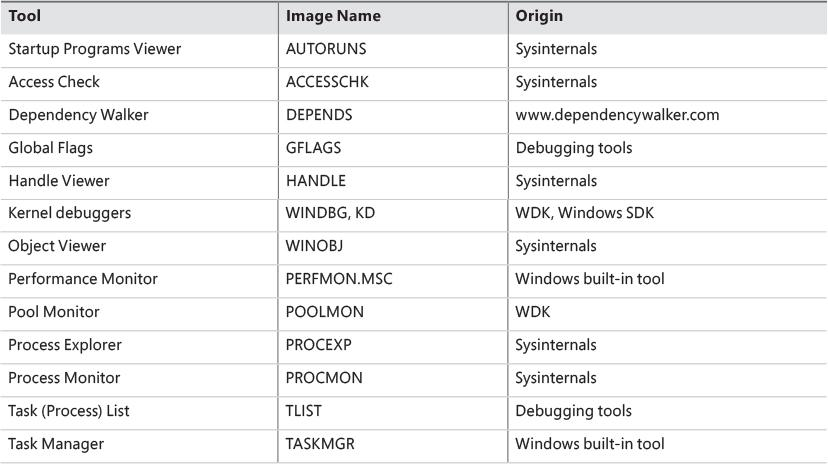 Tool Image Name Origin
Startup Programs Viewer AUTORUNS Sysinternals
Access Check ACCESSCHK Sysinternals
Dependency Walker DEPENDS www.dependencywalker.com
Global Flags GFLAGS Debugging tools
Handle Viewer HANDLE Sysinternals
Kernel debuggers WINDBG, KD WDK, Windows SDK
Object Viewer WINOBJ Sysinternals
Performance Monitor PERFMON.MSC Windows built-in tool
Pool Monitor POOLMON WDK
Process Explorer PROCEXP Sysinternals
Process Monitor PROCMON Sysinternals
Task (Process) List TLIST Debugging tools
Task Manager TASKMGR Windows built-in tool